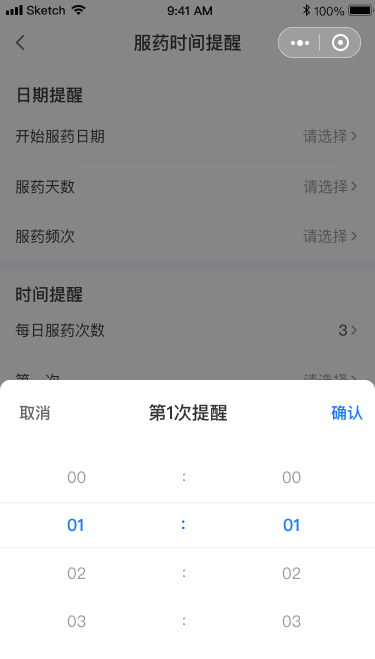 Sketch 9:41 AM 100%
服药时间提醒
日期提醒
开始服药日期 请选择
服药天数 请选择
服药频次 请选择
时间提醒
每日服药次数 3
取消 第1次提醒 确认
00 : 00
01 : 01
02 : 02
03 : 03